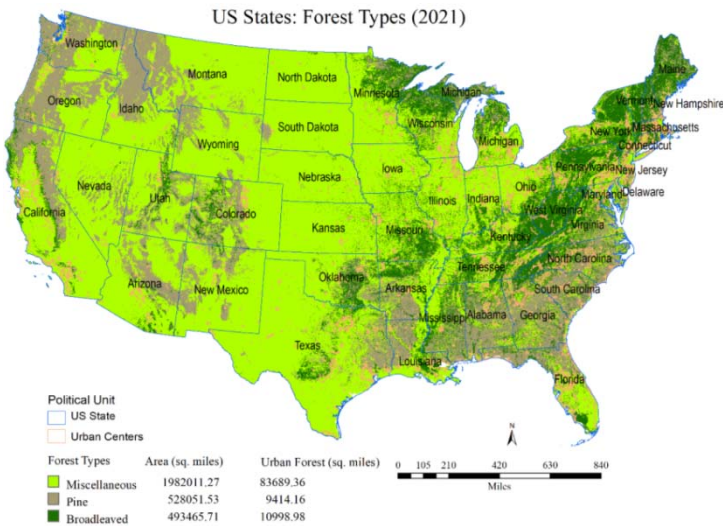 US States: Forest Types (2021)
Washington
Montana
North Dakota
Minnesota
Michigan
Maine
Oregon
Idaho
Vermont
New Hampshire
Wisconsin
South Dakota
Wyoming
Michigan
New York
Massachusetts
Connecticut
Iowa
Nebraska
Pennsylvania
New Jersey
Nevada
Ohio
Illinois
Indiana
Maryland
Delaware
Utah
California
Colorado
Kansas
Missouri
West Virginia
Virginia
Kentucky
North Carolina
Tennessee
Oklahoma
Arizona
New Mexico
Arkansas
South Carolina
Mississippi
Alabama
Georgia
Texas
Louisiana
Florida
Political Unit
US State
Urban Centers
Forest Types Area (sq. miles) Urban Forest (sq. miles)
Miscellaneous 1982011.27 83689.36
Pine 528051.53 9414.16
Broadleaved 493465.71 10998.98
N
0 105 210 420 630 840
Miles